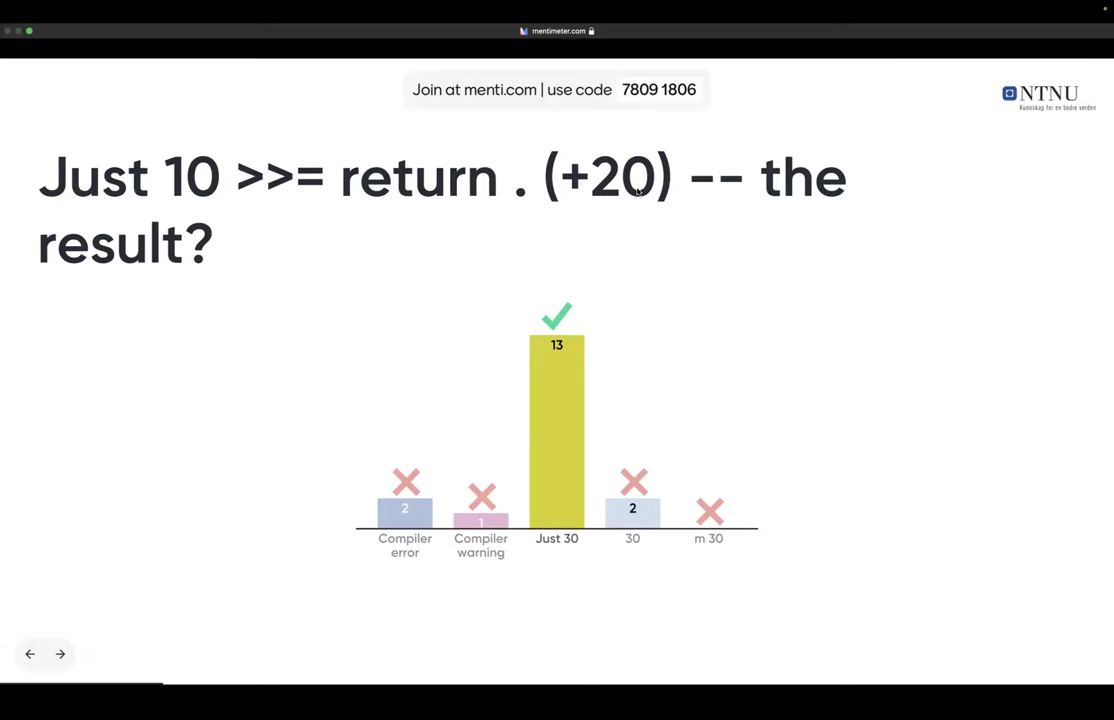 mentimeter.com
Join at menti.com | use code 7809 1806
NTNU
Kunnskap for en bedre verden
Just 10 >>= return . (+20) -- the
result?
13
2
1
2
Compiler error
Compiler warning
Just 30
30
m 30